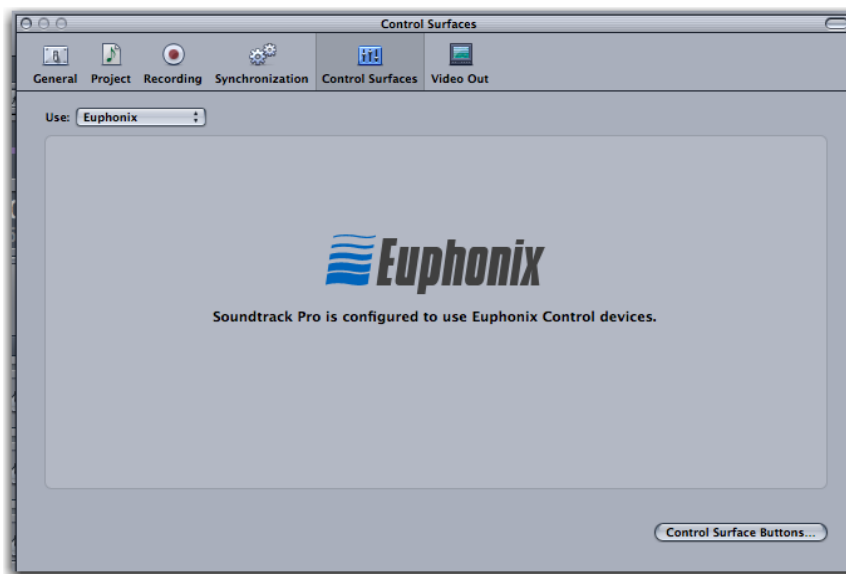 Control Surfaces
General Project Recording Synchronization Control Surfaces Video Out
Use: Euphonix
Euphonix
Soundtrack Pro is configured to use Euphonix Control devices.
Control Surface Buttons...